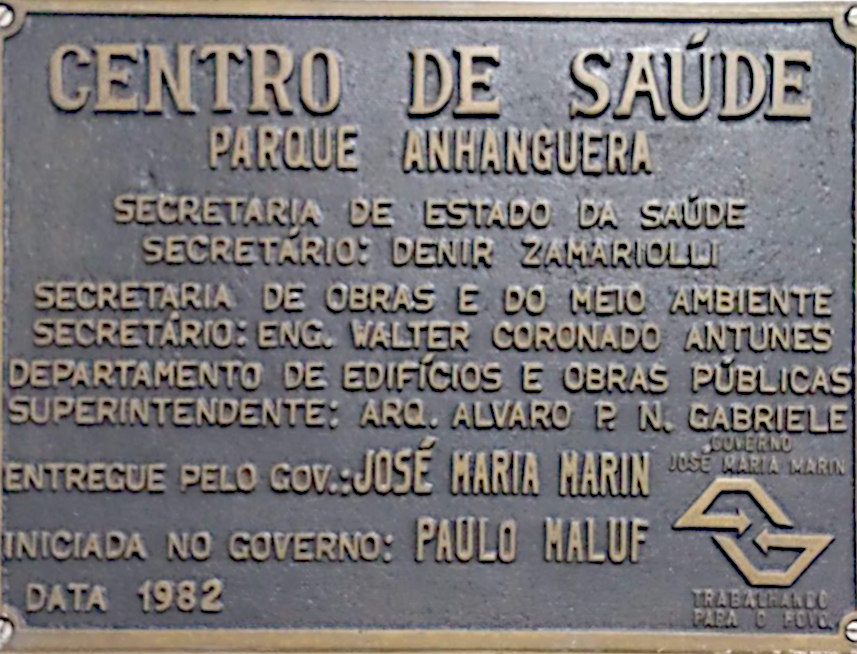 CENTRO DE SAÚDE
PARQUE ANHANGUERA
SECRETARIA DE ESTADO DA SAÚDE
SECRETÁRIO: DENIR ZAMARIOLLI
SECRETARIA DE OBRAS E DO MEIO AMBIENTE
SECRETÁRIO: ENG. WALTER CORONADO ANTUNES
DEPARTAMENTO DE EDIFÍCIOS E OBRAS PÚBLICAS
SUPERINTENDENTE: ARQ. ALVARO P. N. GABRIELE
ENTREGUE PELO GOV.: JOSÉ MARIA MARIN
INICIADA NO GOVERNO: PAULO MALUF
DATA 1982
GOVERNO
JOSÉ MARIA MARIN
TRABALHANDO
PARA O POVO.